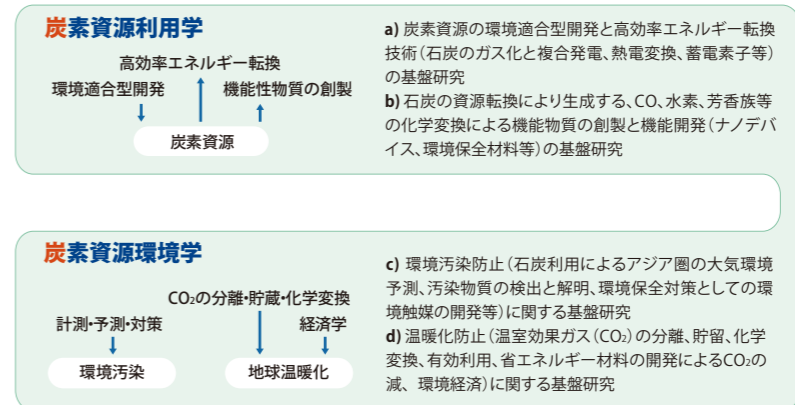 炭素資源利用学
高効率エネルギー転換
環境適合型開発 機能性物質の創製
炭素資源
a) 炭素資源の環境適合型開発と高効率エネルギー転換
技術(石炭のガス化と複合発電、熱電変換、蓄電素子等)
の基盤研究
b) 石炭の資源転換により生成する、CO、水素、芳香族等
の化学変換による機能物質の創製と機能開発(ナノデバ
イス、環境保全材料等)の基盤研究
炭素資源環境学
CO₂の分離・貯蔵・化学変換
計測・予測・対策 経済学
環境汚染 地球温暖化
c) 環境汚染防止(石炭利用によるアジア圏の大気環境
予測、汚染物質の検出と解明、環境保全対策としての環
境触媒の開発等)に関する基盤研究
d) 温暖化防止(温室効果ガス(CO₂)の分離、貯留、化学
変換、有効利用、省エネルギー材料の開発によるCO₂の
減、環境経済)に関する基盤研究